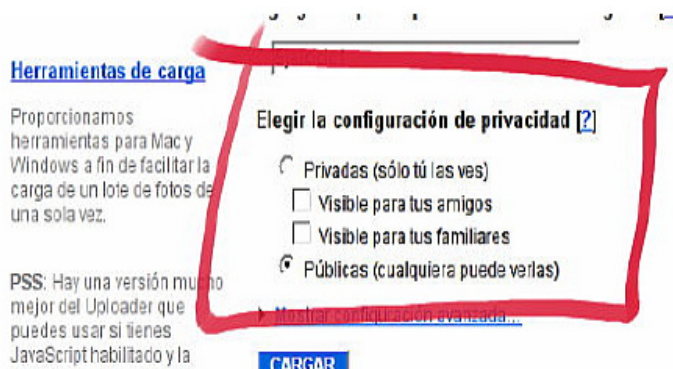 Herramientas de carga
Proporcionamos
herramientas para Mac y
Windows a fin de facilitar la
carga de un lote de fotos de
una sola vez.
PSS: Hay una versión mucho
mejor del Uploader que
puedes usar si tienes
JavaScript habilitado y la
Elegir la configuración de privacidad [?]
Privadas (sólo tú las ves)
Visible para tus amigos
Visible para tus familiares
Públicas (cualquiera puede verlas)
Mostrar configuración avanzada...
CARGAR